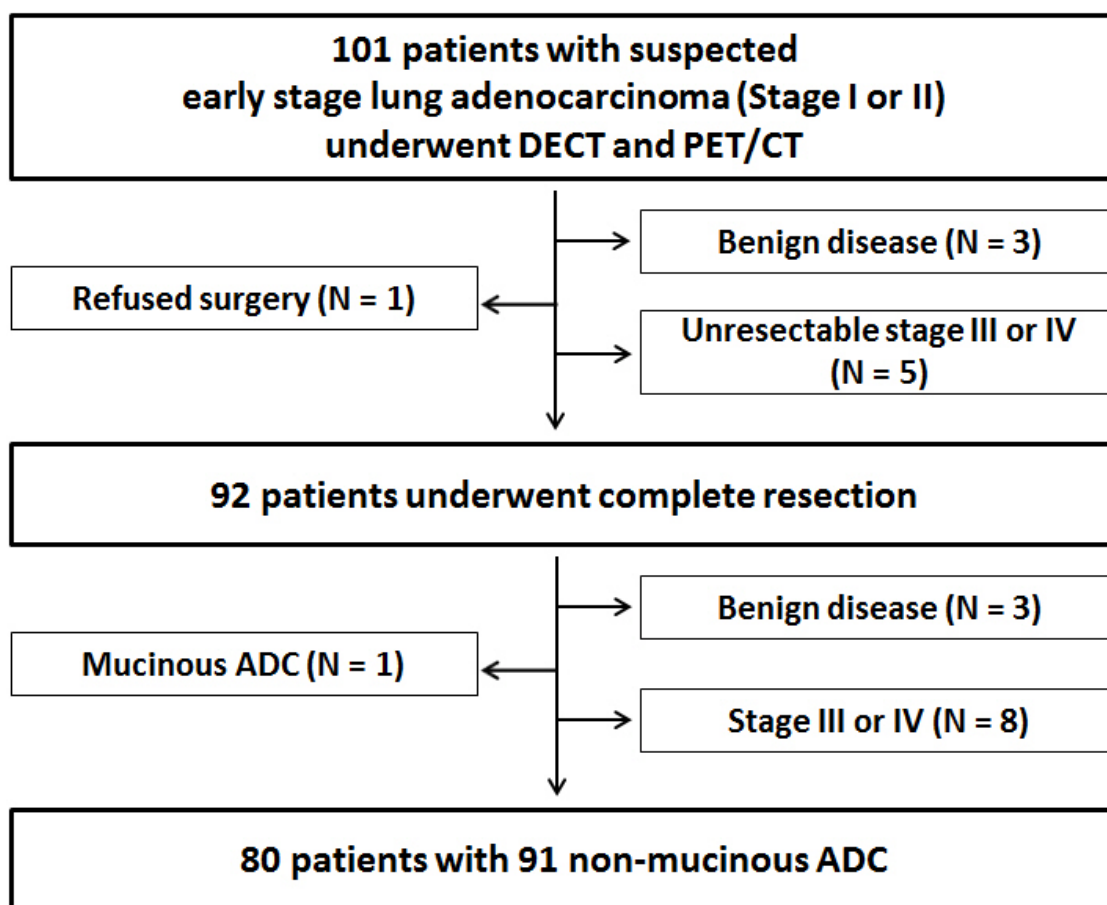 101 patients with suspected
early stage lung adenocarcinoma (Stage I or II)
underwent DECT and PET/CT
Benign disease (N = 3)
Refused surgery (N = 1)
Unresectable stage III or IV
(N = 5)
92 patients underwent complete resection
Benign disease (N = 3)
Mucinous ADC (N = 1)
Stage III or IV (N = 8)
80 patients with 91 non-mucinous ADC